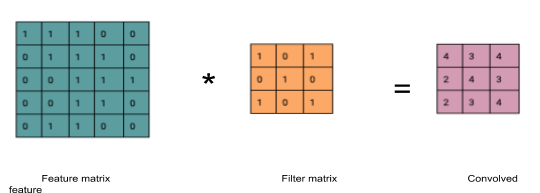 1 1 1 0 0
0 1 1 1 0
0 0 1 1 1
0 0 1 1 0
0 1 1 0 0
*
1 0 1
0 1 0
1 0 1
=
4 3 4
2 4 3
2 3 4
Feature matrix Filter matrix Convolved
feature